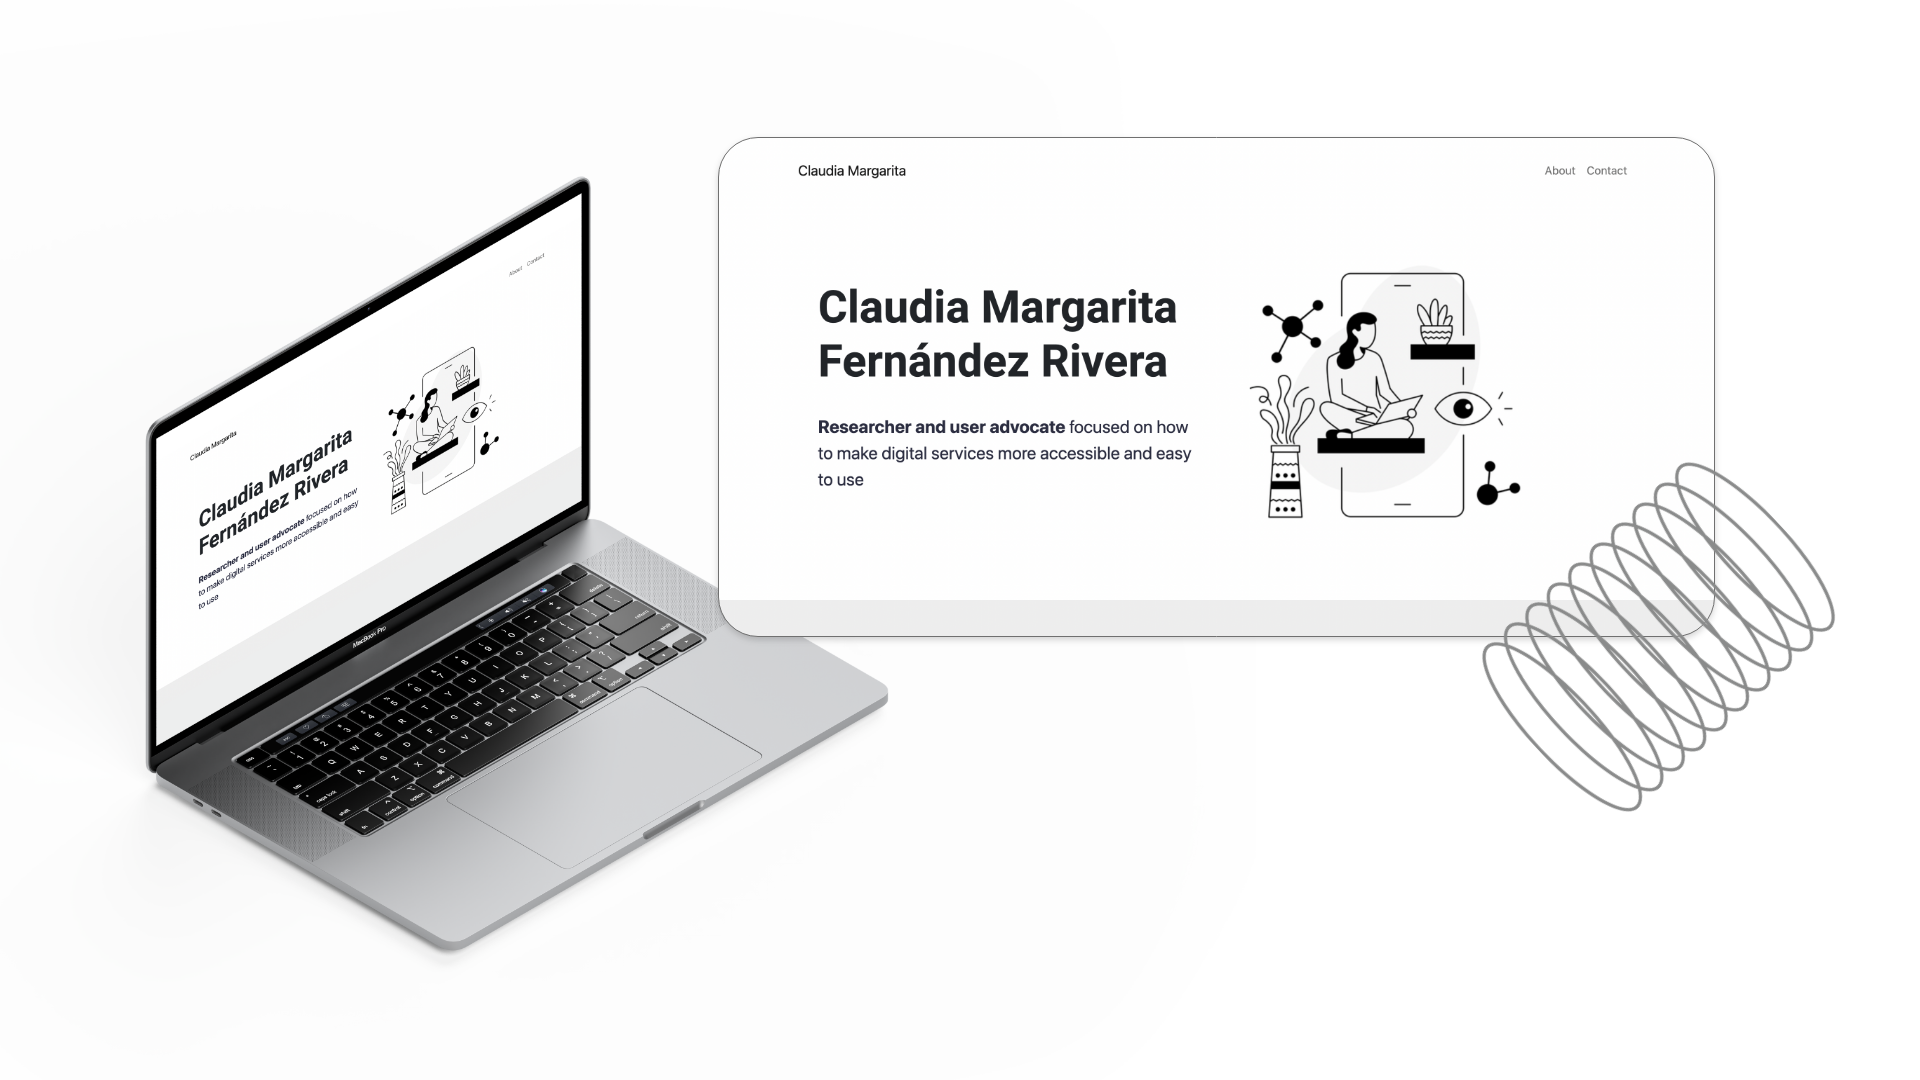 Claudia Margarita
About Contact
Claudia Margarita
Fernández Rivera
Researcher and user advocate focused on how
to make digital services more accessible and easy
to use
About Contact
Claudia Margarita
Claudia Margarita
Fernández Rivera
Researcher and user advocate focused on how
to make digital services more accessible and easy
to use
MacBook Pro